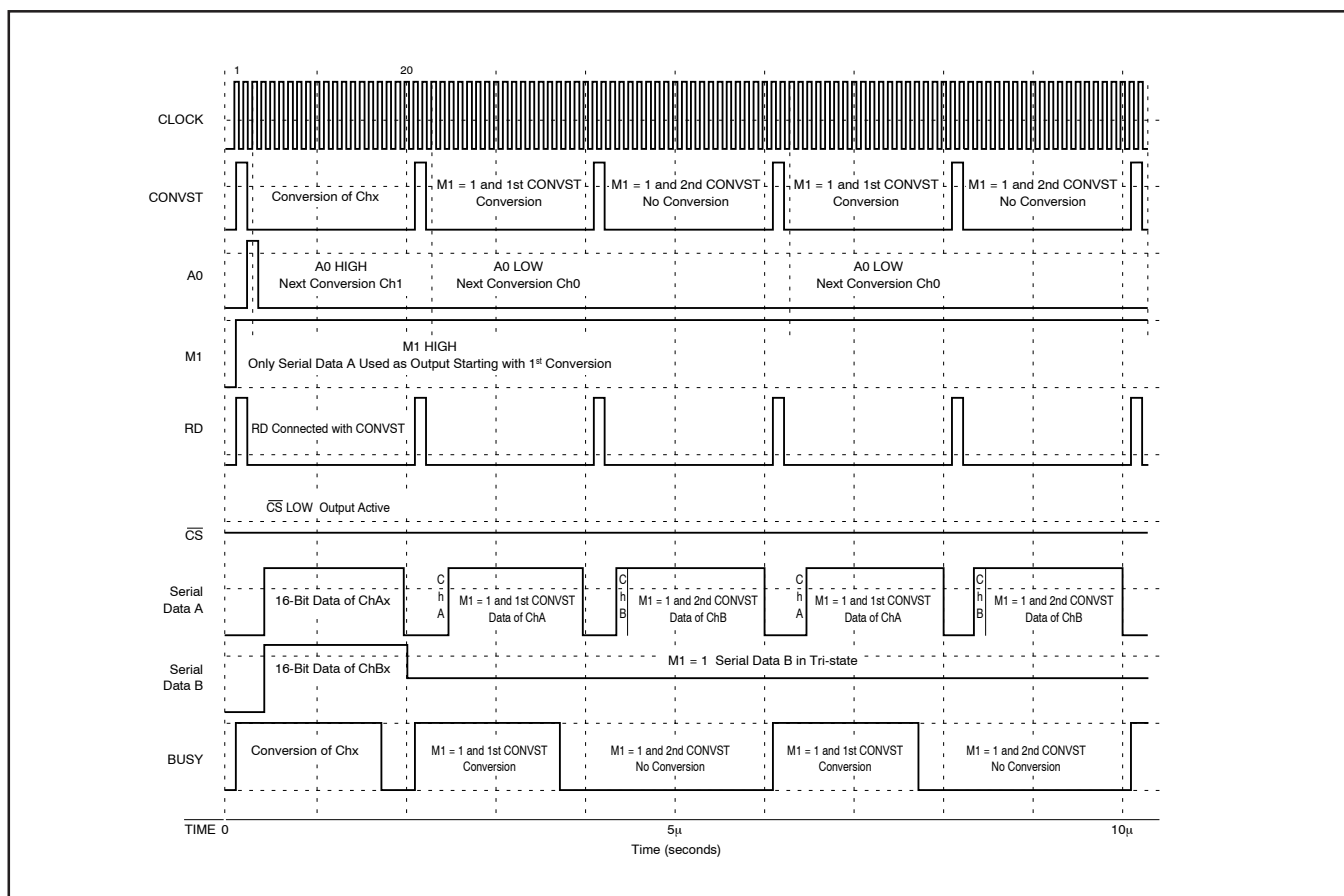 1
20
CLOCK
CONVST
Conversion of Chx
M1 = 1 and 1st CONVST
Conversion
M1 = 1 and 2nd CONVST
No Conversion
M1 = 1 and 1st CONVST
Conversion
M1 = 1 and 2nd CONVST
No Conversion
A0
A0 HIGH
Next Conversion Ch1
A0 LOW
Next Conversion Ch0
A0 LOW
Next Conversion Ch0
M1
M1 HIGH
Only Serial Data A Used as Output Starting with 1st Conversion
RD
RD Connected with CONVST
CS
CS LOW Output Active
Serial
Data A
16-Bit Data of ChAx
ChA
M1 = 1 and 1st CONVST
Data of ChA
ChB
M1 = 1 and 2nd CONVST
Data of ChB
ChA
M1 = 1 and 1st CONVST
Data of ChA
ChB
M1 = 1 and 2nd CONVST
Data of ChB
Serial
Data B
16-Bit Data of ChBx
M1 = 1 Serial Data B in Tri-state
BUSY
Conversion of Chx
M1 = 1 and 1st CONVST
Conversion
M1 = 1 and 2nd CONVST
No Conversion
M1 = 1 and 1st CONVST
Conversion
M1 = 1 and 2nd CONVST
No Conversion
TIME 0
5μ
10μ
Time (seconds)